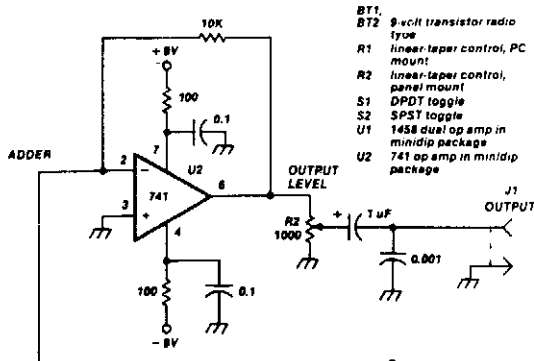 10K
+9V
100
0.1
ADDER
7
2
U2
741
6
3
4
OUTPUT
LEVEL
R2
1000
+ 1 uF
0.001
J1
OUTPUT
100
0.1
-9V
BT1,
BT2 9-volt transistor radio
type
R1 linear-taper control, PC
mount
R2 linear-taper control,
panel mount
S1 DPDT toggle
S2 SPST toggle
U1 1458 dual op amp in
minidip package
U2 741 op amp in minidip
package